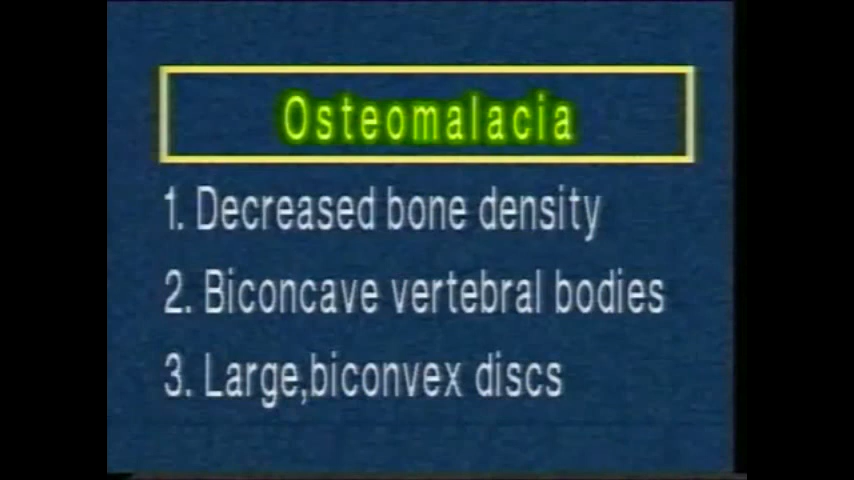 Osteomalacia
1. Decreased bone density
2. Biconcave vertebral bodies
3. Large,biconvex discs